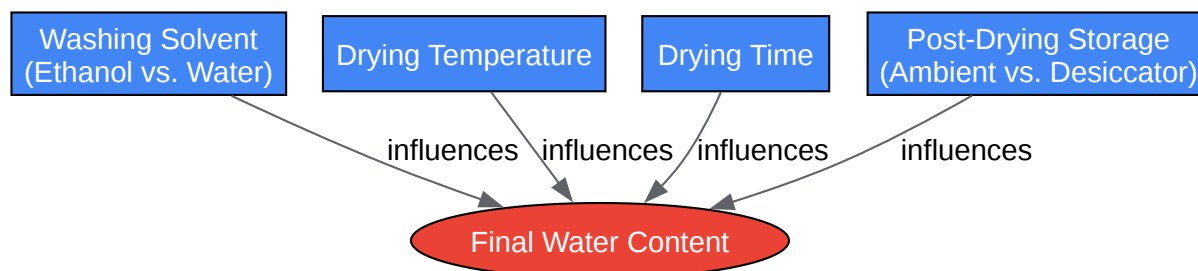 Washing Solvent
(Ethanol vs. Water)
Drying Temperature
Drying Time
Post-Drying Storage
(Ambient vs. Desiccator)
influences
influences
influences
influences
Final Water Content